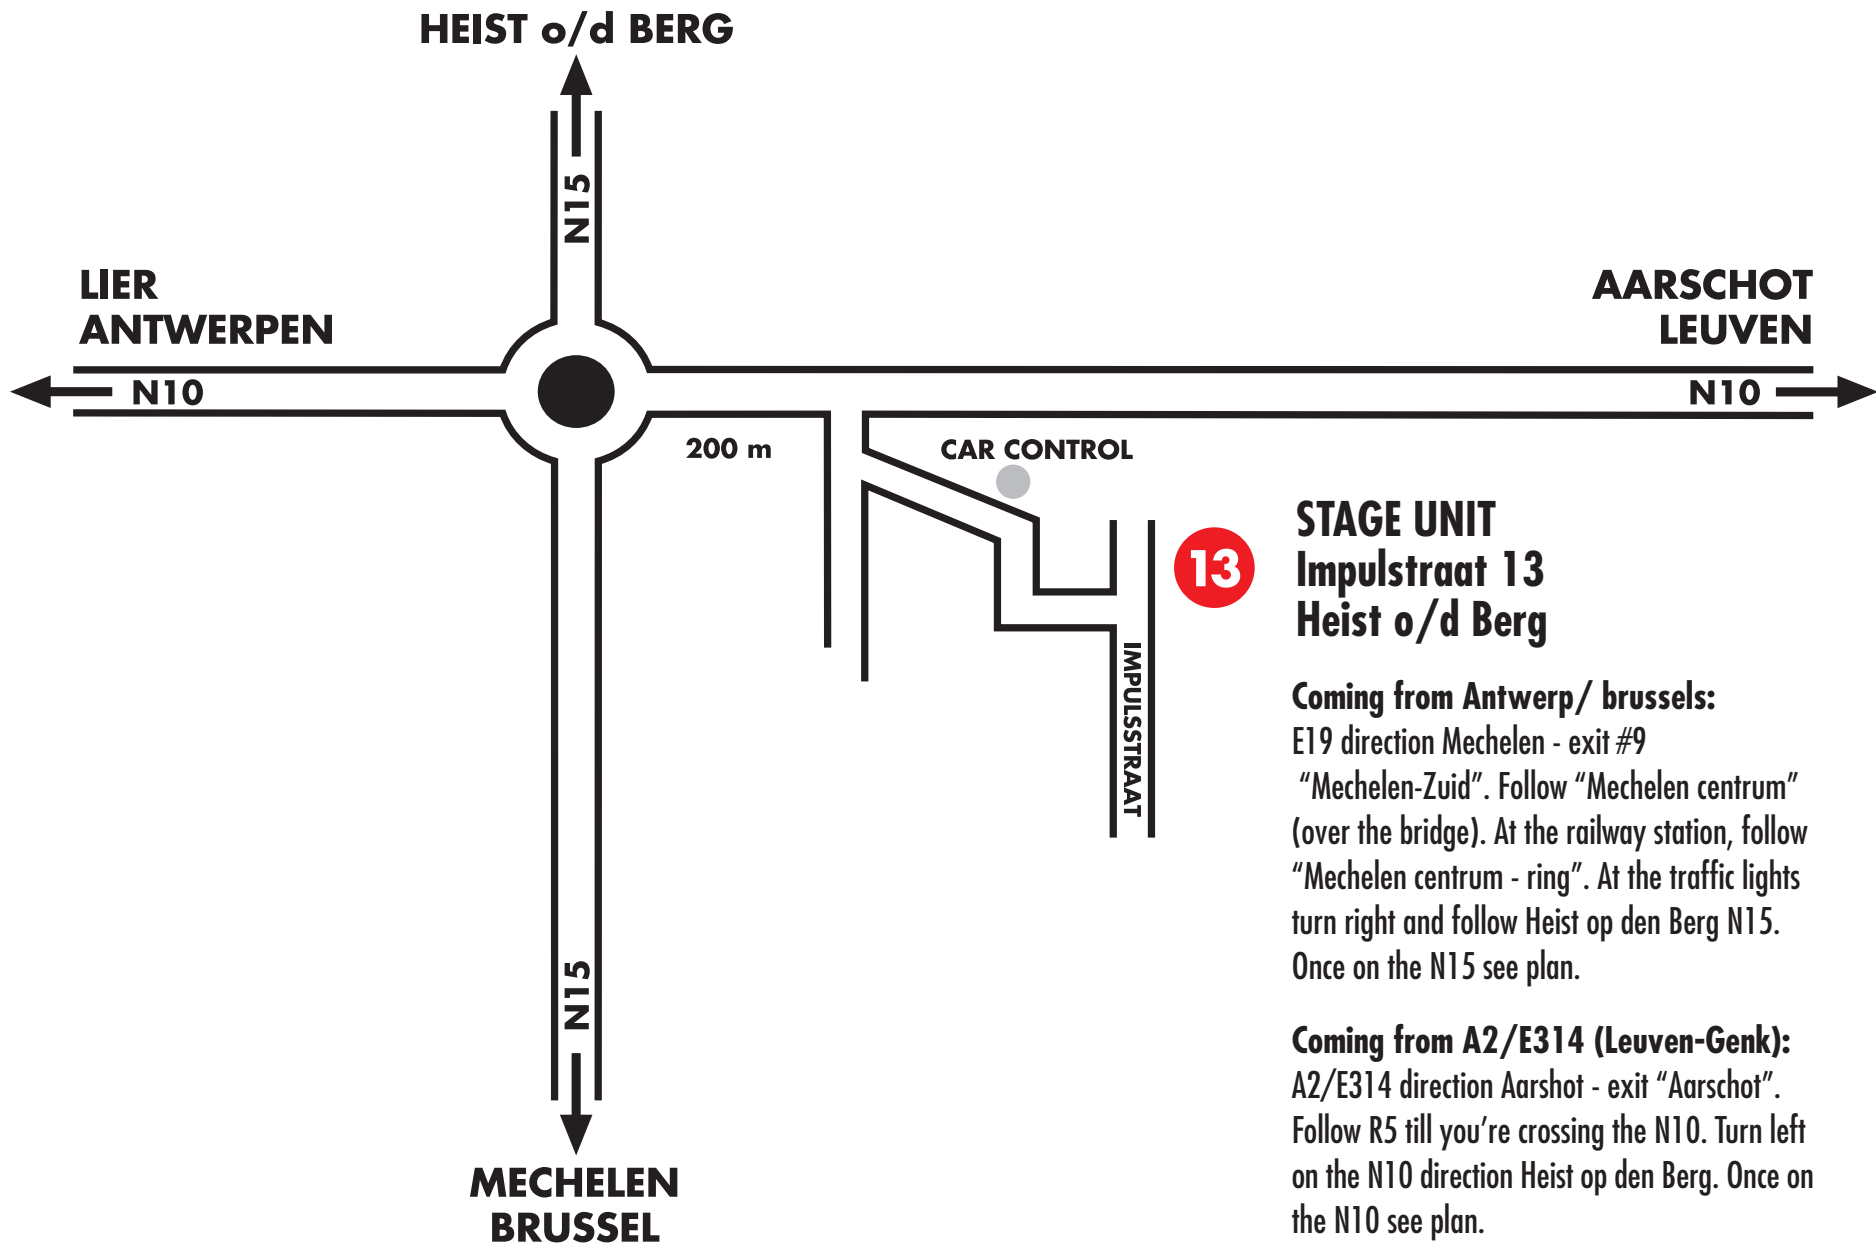 HEIST o/d BERG
N15
LIER
ANTWERPEN
AARSCHOT
LEUVEN
N10
N10
200 m
CAR CONTROL
13
IMPULSSTRAAT
STAGE UNIT
Impulstraat 13
Heist o/d Berg
Coming from Antwerp/ brussels:
E19 direction Mechelen - exit #9
“Mechelen-Zuid”. Follow “Mechelen centrum”
(over the bridge). At the railway station, follow
“Mechelen centrum - ring”. At the traffic lights
turn right and follow Heist op den Berg N15.
Once on the N15 see plan.
Coming from A2/E314 (Leuven-Genk):
A2/E314 direction Aarshot - exit “Aarschot”.
Follow R5 till you’re crossing the N10. Turn left
on the N10 direction Heist op den Berg. Once on
the N10 see plan.
N15
MECHELEN
BRUSSEL